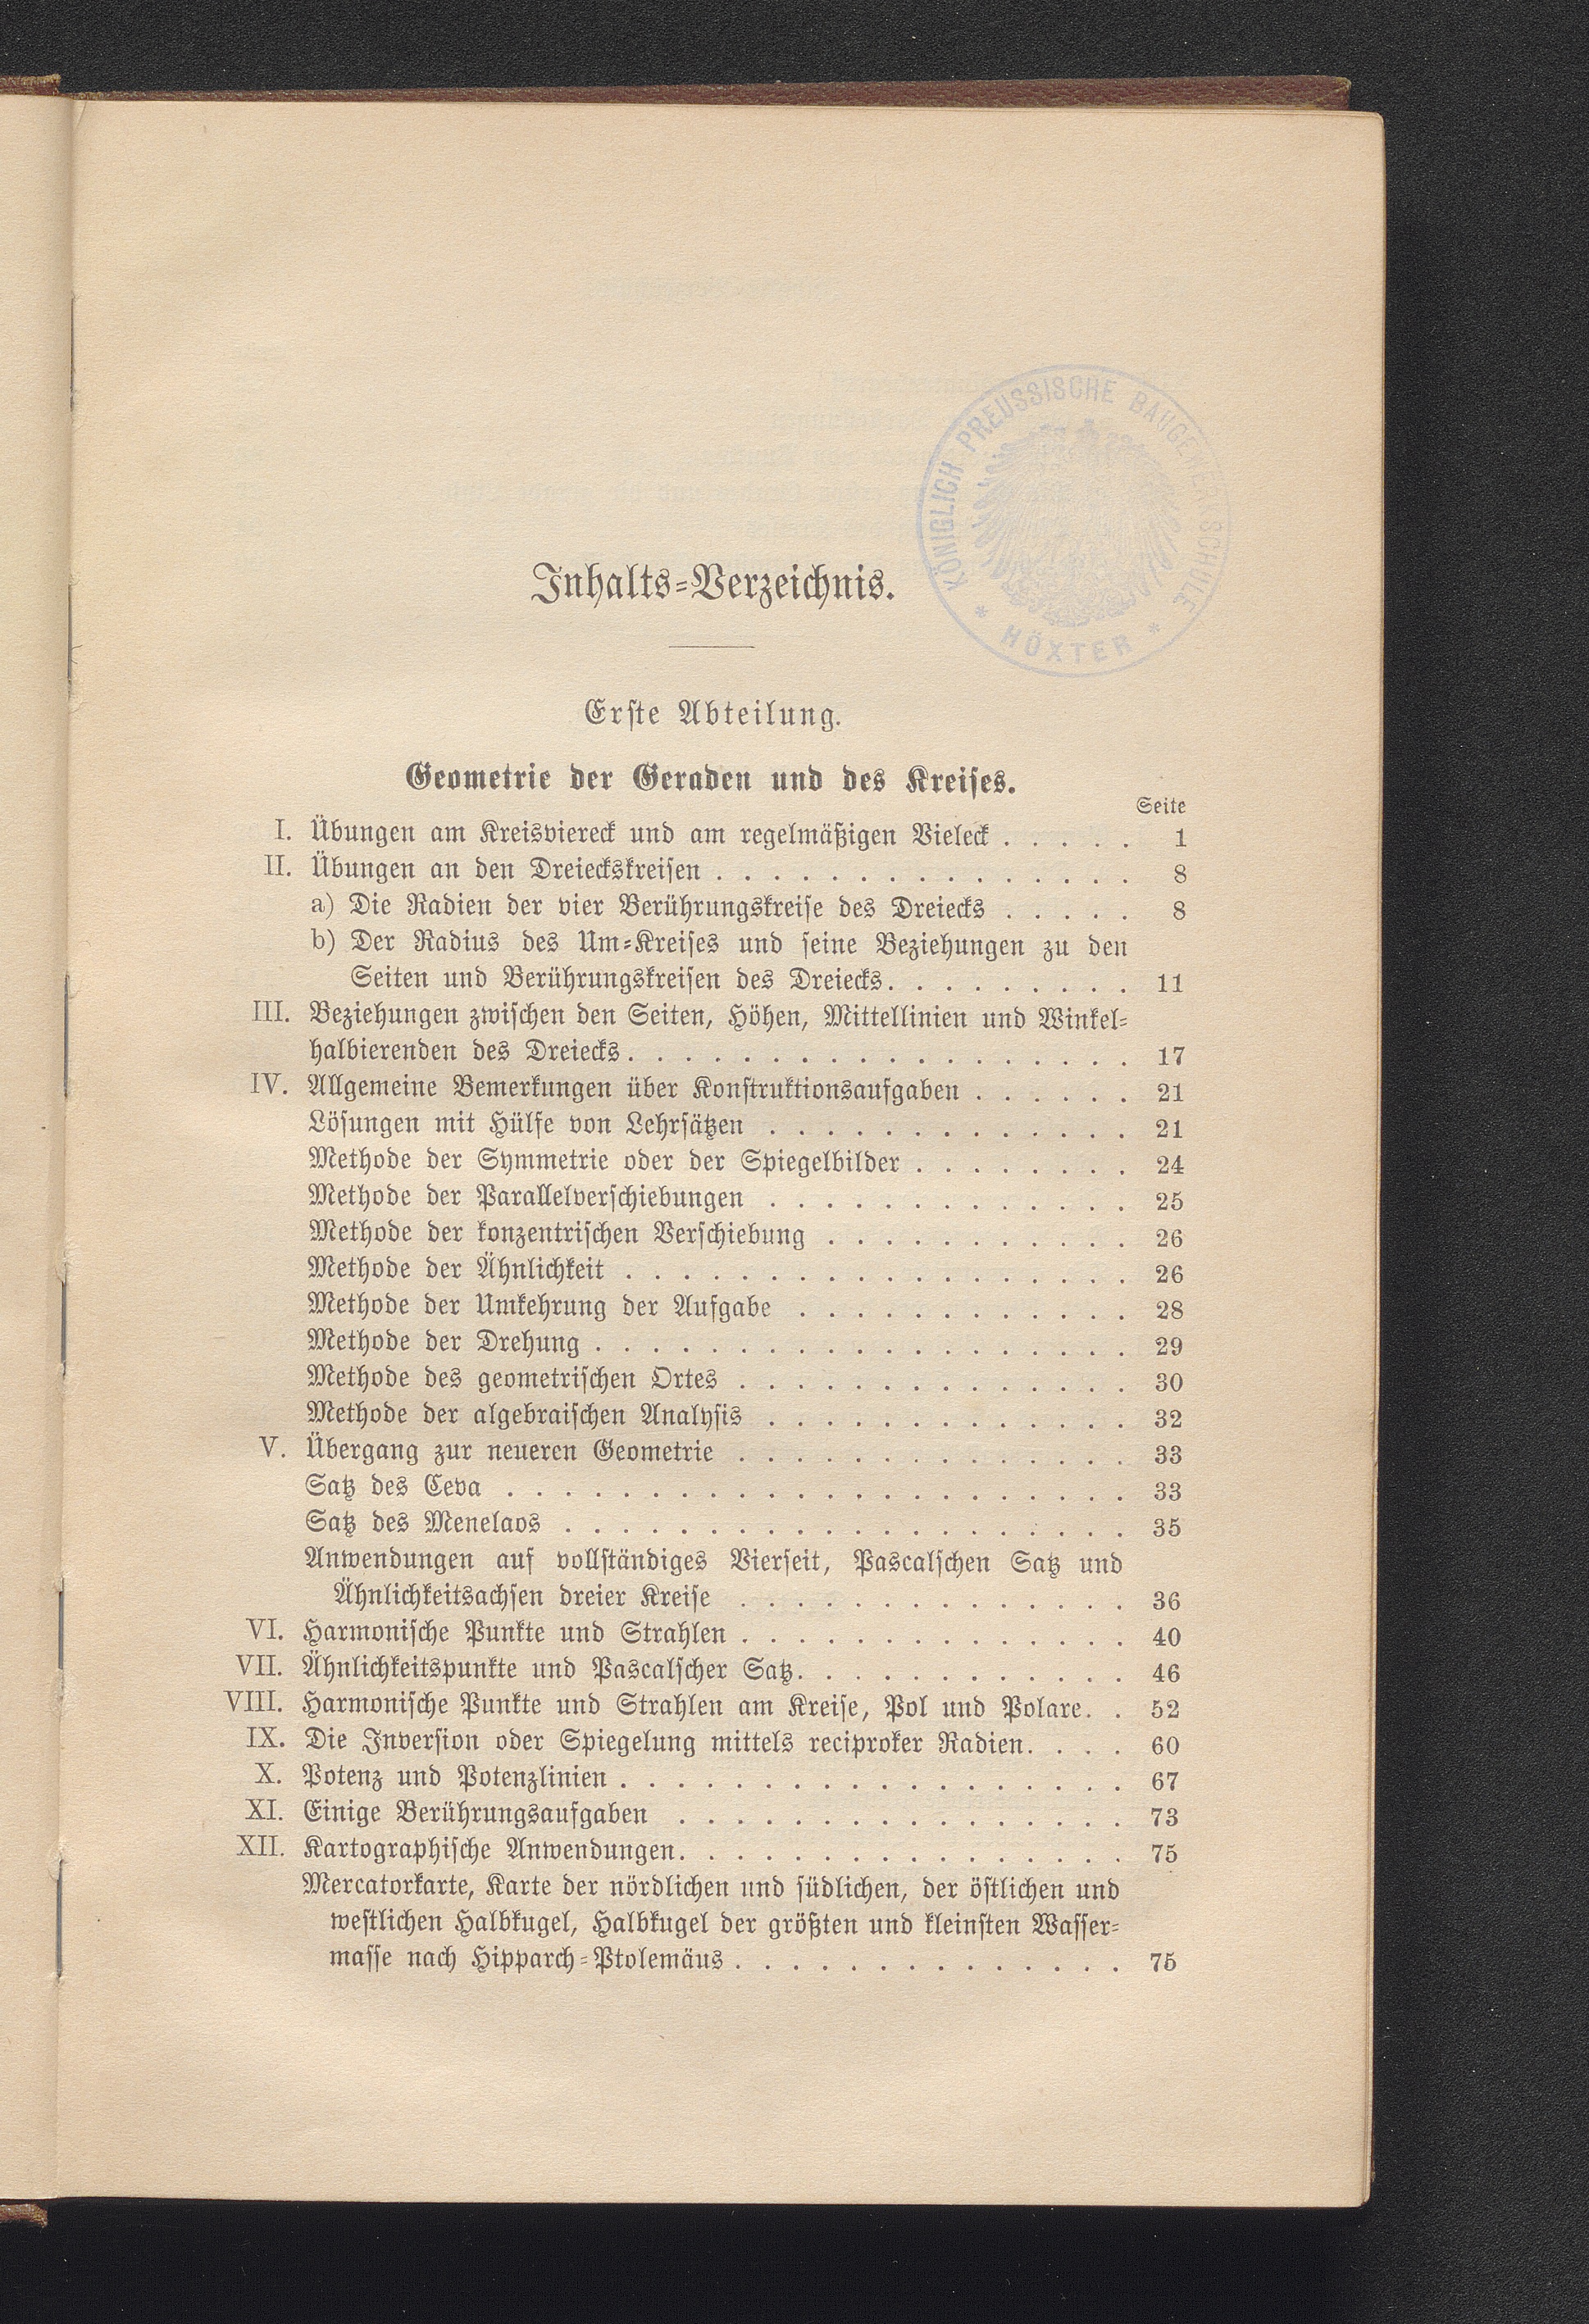 KÖNIGLICH PREUSSISCHE BAUGEWERKSCHULE
* HÖXTER *
Inhalts-Verzeichnis.
Erste Abteilung.
Geometrie der Geraden und des Kreises.
Seite
I. Übungen am Kreisviereck und am regelmäßigen Vieleck . . . . . 1
II. Übungen an den Dreieckskreisen . . . . . . . . . . . . . . . 8
a) Die Radien der vier Berührungskreise des Dreiecks . . . . . 8
b) Der Radius des Um-Kreises und seine Beziehungen zu den
Seiten und Berührungskreisen des Dreiecks. . . . . . . . . 11
III. Beziehungen zwischen den Seiten, Höhen, Mittellinien und Winkel-
halbierenden des Dreiecks. . . . . . . . . . . . . . . . . . 17
IV. Allgemeine Bemerkungen über Konstruktionsaufgaben . . . . . . 21
Lösungen mit Hülfe von Lehrsätzen . . . . . . . . . . . . . 21
Methode der Symmetrie oder der Spiegelbilder . . . . . . . . 24
Methode der Parallelverschiebungen . . . . . . . . . . . . . 25
Methode der konzentrischen Verschiebung . . . . . . . . . . . 26
Methode der Ähnlichkeit . . . . . . . . . . . . . . . . . . 26
Methode der Umkehrung der Aufgabe . . . . . . . . . . . . 28
Methode der Drehung . . . . . . . . . . . . . . . . . . . 29
Methode des geometrischen Ortes . . . . . . . . . . . . . . 30
Methode der algebraischen Analysis . . . . . . . . . . . . . 32
V. Übergang zur neueren Geometrie . . . . . . . . . . . . . . 33
Satz des Ceva . . . . . . . . . . . . . . . . . . . . . . 33
Satz des Menelaos . . . . . . . . . . . . . . . . . . . . 35
Anwendungen auf vollständiges Vierseit, Pascalschen Satz und
Ähnlichkeitsachsen dreier Kreise . . . . . . . . . . . . . . 36
VI. Harmonische Punkte und Strahlen . . . . . . . . . . . . . . 40
VII. Ähnlichkeitspunkte und Pascalscher Satz. . . . . . . . . . . . 46
VIII. Harmonische Punkte und Strahlen am Kreise, Pol und Polare. . 52
IX. Die Inversion oder Spiegelung mittels reciproker Radien. . . . 60
X. Potenz und Potenzlinien . . . . . . . . . . . . . . . . . . 67
XI. Einige Berührungsaufgaben . . . . . . . . . . . . . . . . 73
XII. Kartographische Anwendungen. . . . . . . . . . . . . . . . 75
Mercatorkarte, Karte der nördlichen und südlichen, der östlichen und
westlichen Halbkugel, Halbkugel der größten und kleinsten Wasser-
masse nach Hipparch-Ptolemäus . . . . . . . . . . . . . . 75